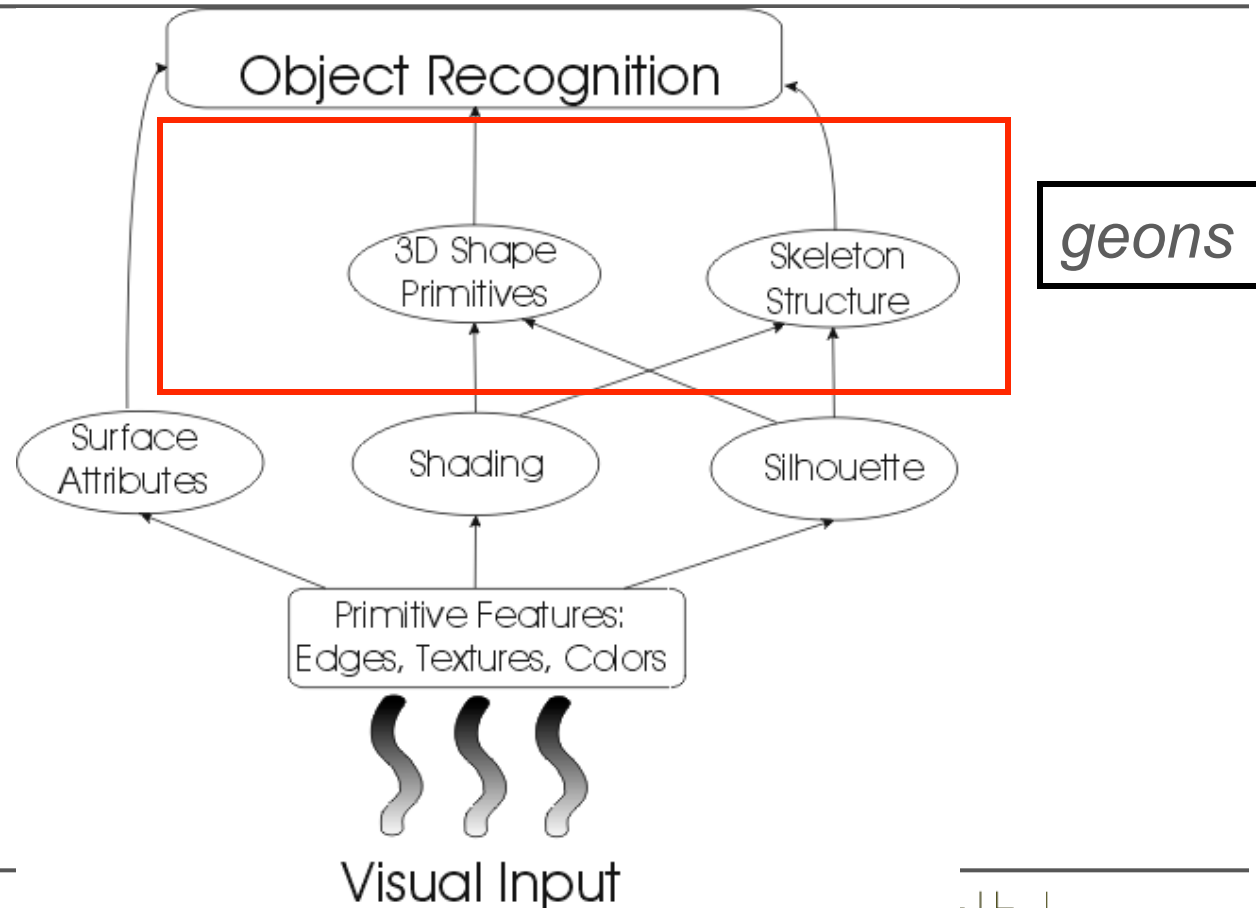 Object Recognition
3D Shape
Primitives
Skeleton
Structure
geons
Surface
Attributes
Shading
Silhouette
Primitive Features:
Edges, Textures, Colors
Visual Input